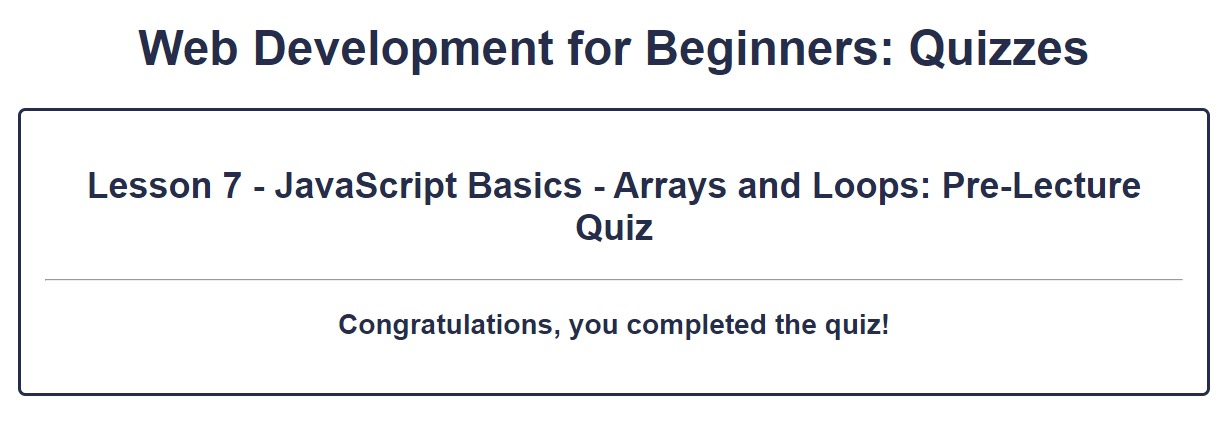 Web Development for Beginners: Quizzes
Lesson 7 - JavaScript Basics - Arrays and Loops: Pre-Lecture
Quiz
Congratulations, you completed the quiz!